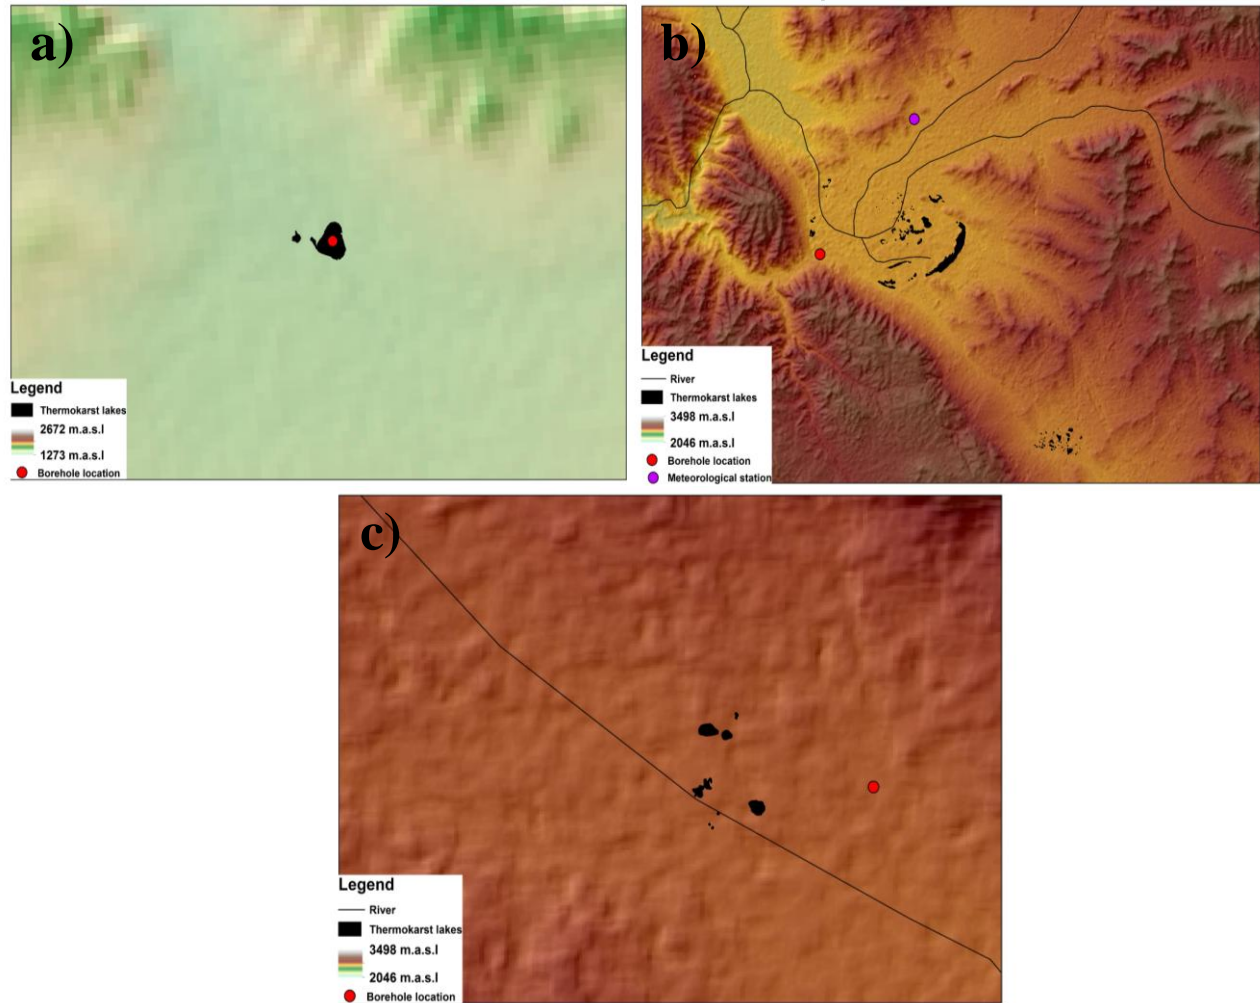 a)
Legend
Thermokarst lakes
2672 m.a.s.l
1273 m.a.s.l
Borehole location
b)
Legend
River
Thermokarst lakes
3498 m.a.s.l
2046 m.a.s.l
Borehole location
Meteorological station
c)
Legend
River
Thermokarst lakes
3498 m.a.s.l
2046 m.a.s.l
Borehole location